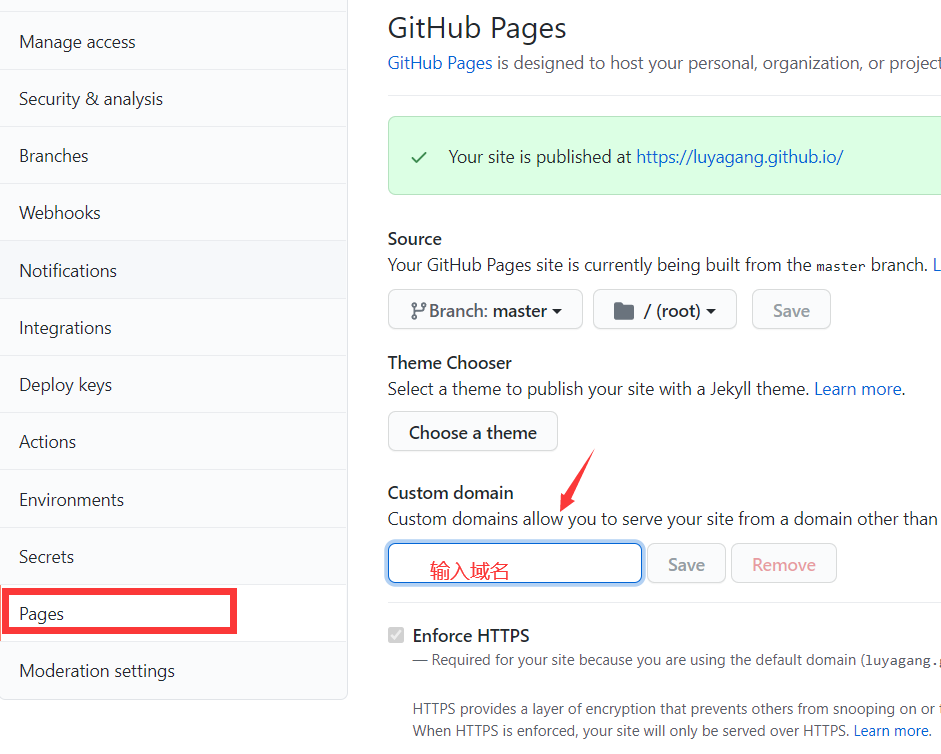 Manage access
Security & analysis
Branches
Webhooks
Notifications
Integrations
Deploy keys
Actions
Environments
Secrets
Pages
Moderation settings
GitHub Pages
GitHub Pages is designed to host your personal, organization, or project
Your site is published at https://luyagang.github.io/
Source
Your GitHub Pages site is currently being built from the master branch. L
Branch: master
/ (root)
Save
Theme Chooser
Select a theme to publish your site with a Jekyll theme. Learn more.
Choose a theme
Custom domain
Custom domains allow you to serve your site from a domain other than
输入域名
Save
Remove
Enforce HTTPS
— Required for your site because you are using the default domain (luyagang.g
HTTPS provides a layer of encryption that prevents others from snooping on or
When HTTPS is enforced, your site will only be served over HTTPS. Learn more.